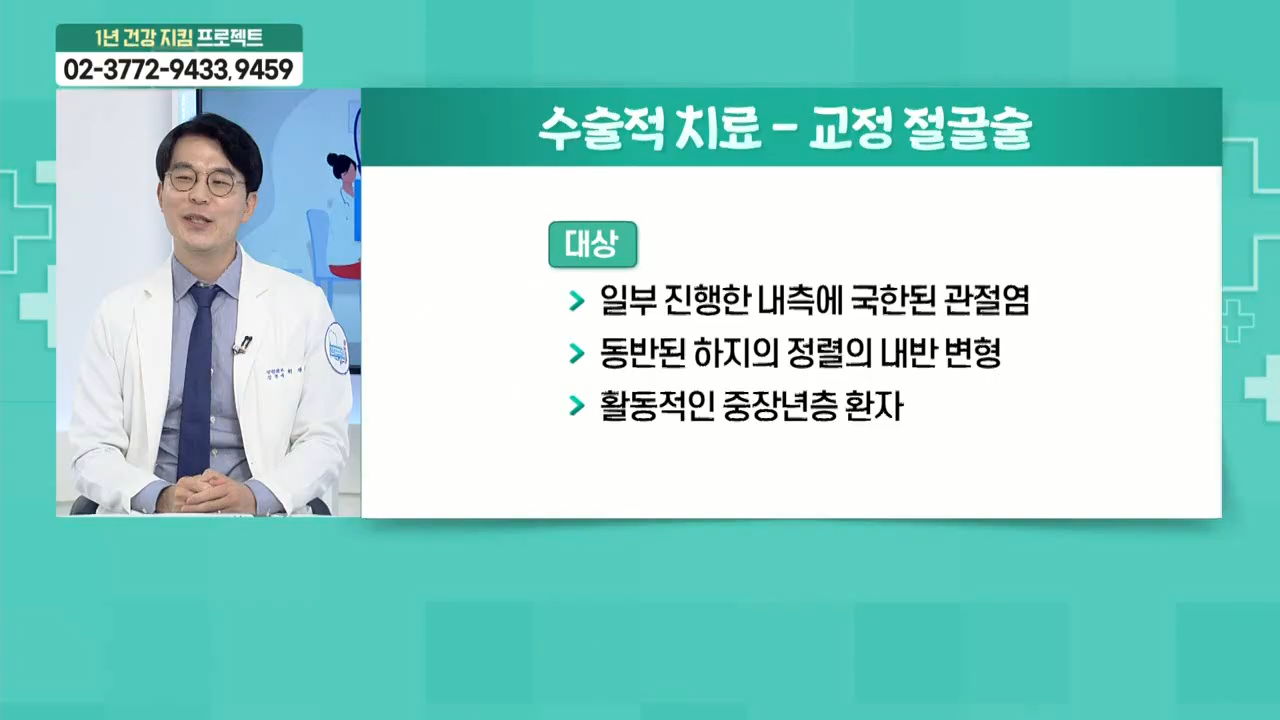 1년 건강 지킴 프로젝트
02-3772-9433, 9459
수술적 치료 - 교정 절골술
대상
일부 진행한 내측에 국한된 관절염
동반된 하지의 정렬의 내반 변형
활동적인 중장년층 환자